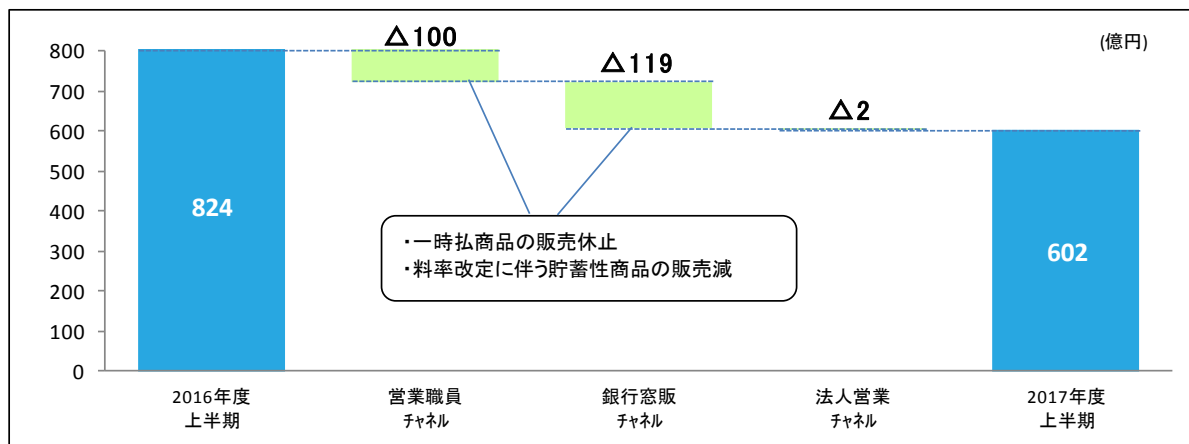 (億円)
△100
△119
△2
800
700
600
500
400
300
200
100
0
824
602
・一時払商品の販売休止
・料率改定に伴う貯蓄性商品の販売減
2016年度
上半期
営業職員
チャネル
銀行窓販
チャネル
法人営業
チャネル
2017年度
上半期